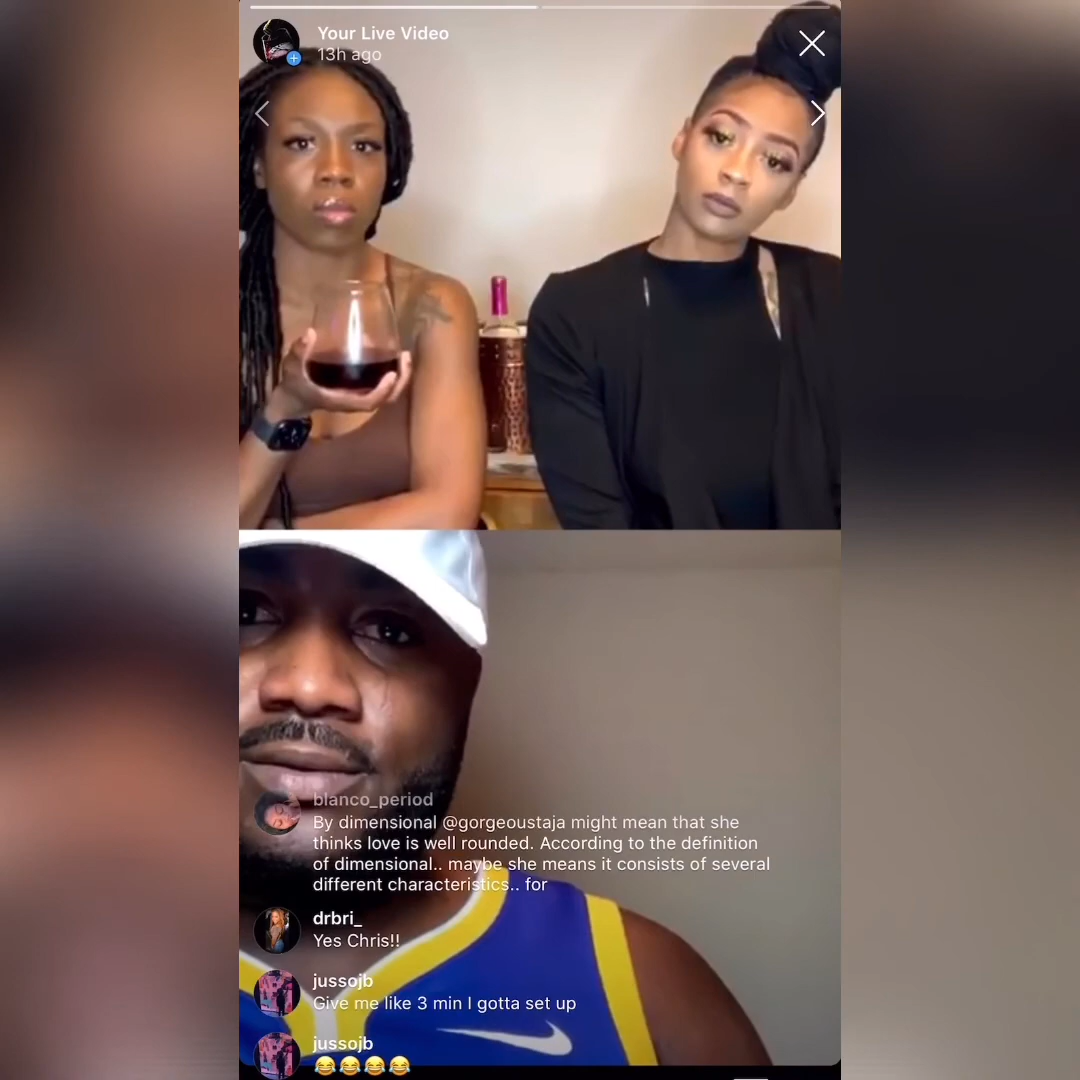 Your Live Video
13h ago
blanco_period
By dimensional @gorgeoustaja might mean that she
thinks love is well rounded. According to the definition
of dimensional.. maybe she means it consists of several
different characteristics.. for
drbri_
Yes Chris!!
jussojb
Give me like 3 min I gotta set up
jussojb
😂😂😂😂